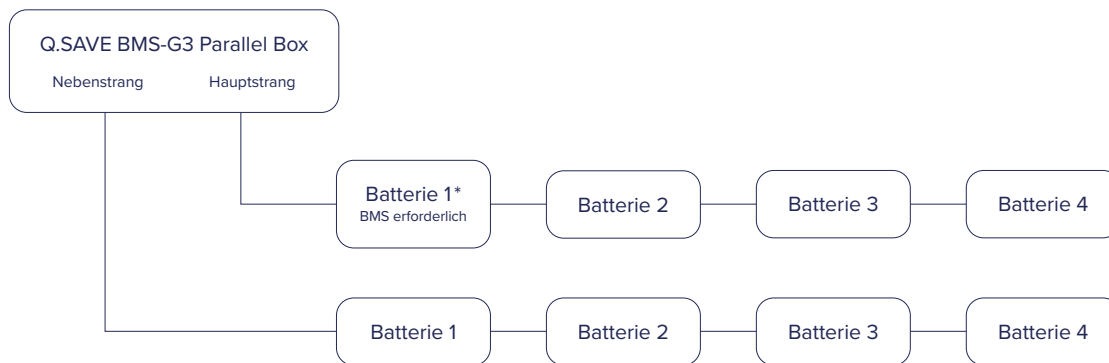 Q.SAVE BMS-G3 Parallel Box
Nebenstrang Hauptstrang
Batterie 1*
BMS erforderlich
Batterie 2
Batterie 3
Batterie 4
Batterie 1
Batterie 2
Batterie 3
Batterie 4